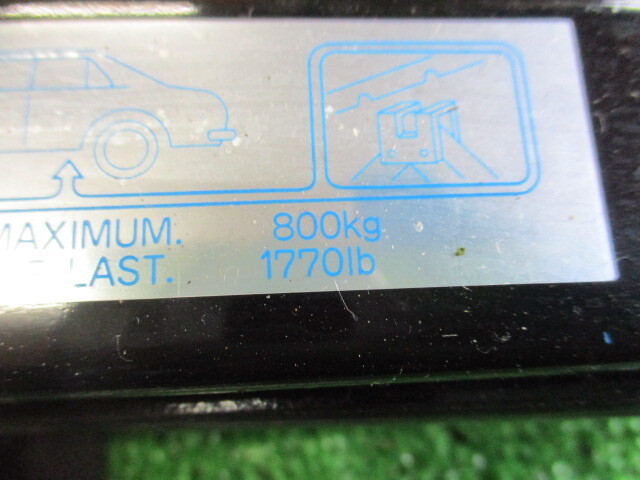 MAXIMUM. 800kg
LAST. 1770lb